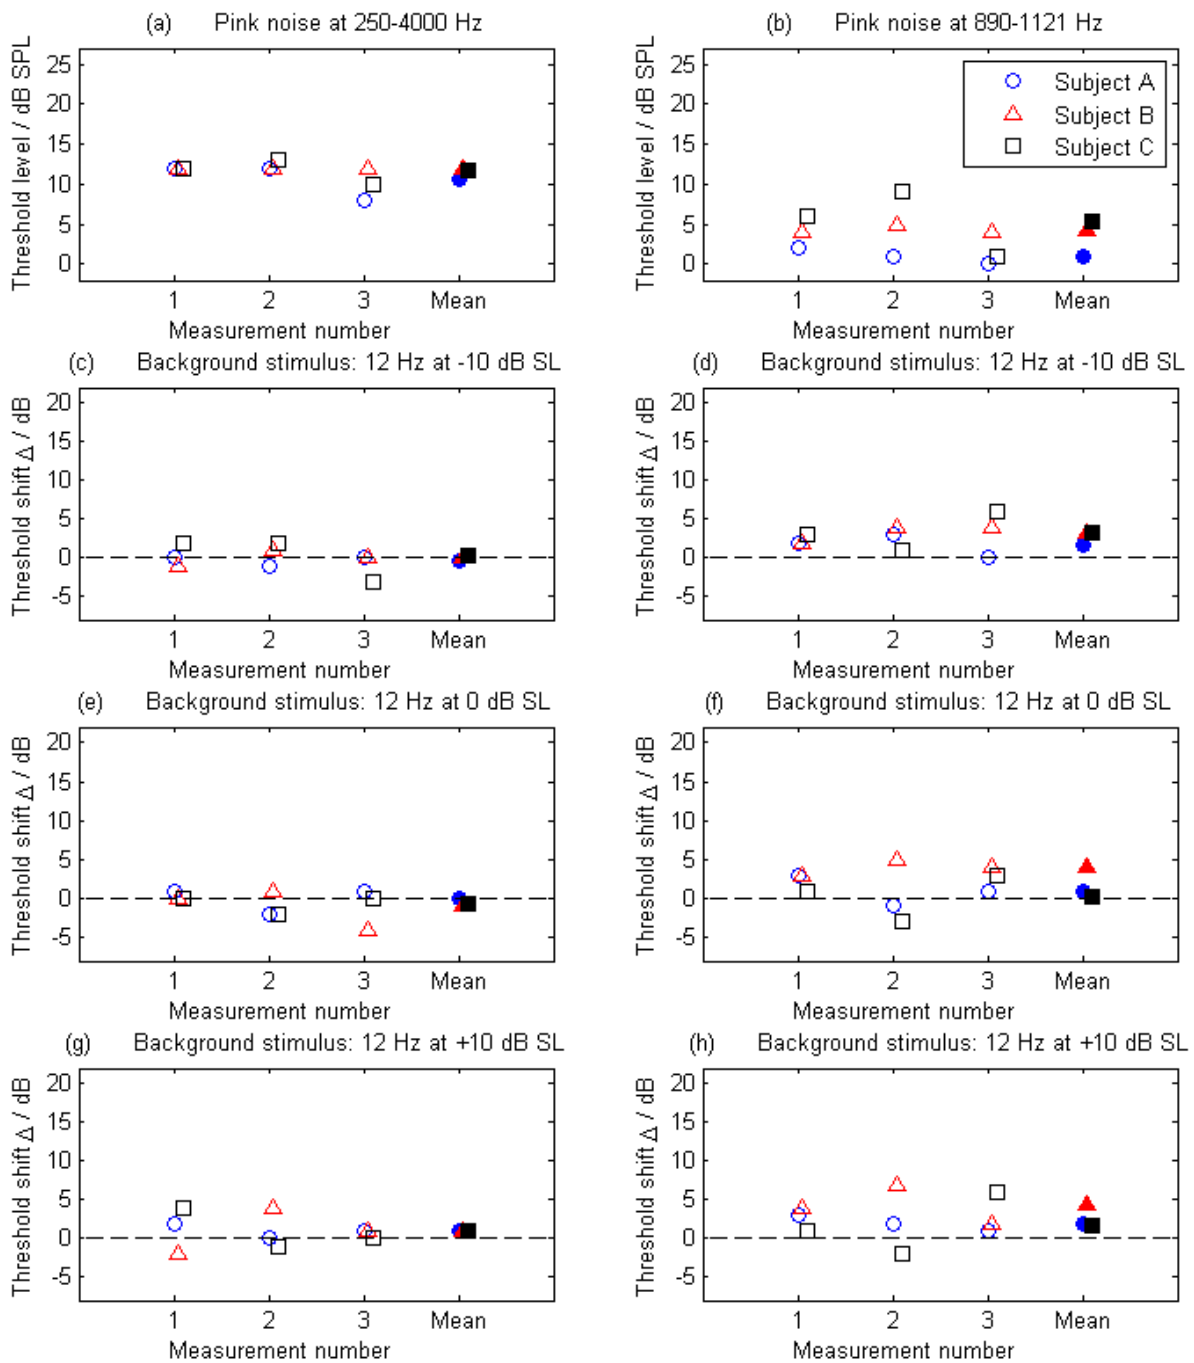 (a) Pink noise at 250-4000 Hz
Threshold level / dB SPL
25
20
15
10
5
0
1 2 3 Mean
Measurement number
(b) Pink noise at 890-1121 Hz
Threshold level / dB SPL
25
20
15
10
5
0
Subject A
Subject B
Subject C
1 2 3 Mean
Measurement number
(c) Background stimulus: 12 Hz at -10 dB SL
Threshold shift Δ / dB
20
15
10
5
0
-5
1 2 3 Mean
Measurement number
(d) Background stimulus: 12 Hz at -10 dB SL
Threshold shift Δ / dB
20
15
10
5
0
-5
1 2 3 Mean
Measurement number
(e) Background stimulus: 12 Hz at 0 dB SL
Threshold shift Δ / dB
20
15
10
5
0
-5
1 2 3 Mean
Measurement number
(f) Background stimulus: 12 Hz at 0 dB SL
Threshold shift Δ / dB
20
15
10
5
0
-5
1 2 3 Mean
Measurement number
(g) Background stimulus: 12 Hz at +10 dB SL
Threshold shift Δ / dB
20
15
10
5
0
-5
1 2 3 Mean
Measurement number
(h) Background stimulus: 12 Hz at +10 dB SL
Threshold shift Δ / dB
20
15
10
5
0
-5
1 2 3 Mean
Measurement number